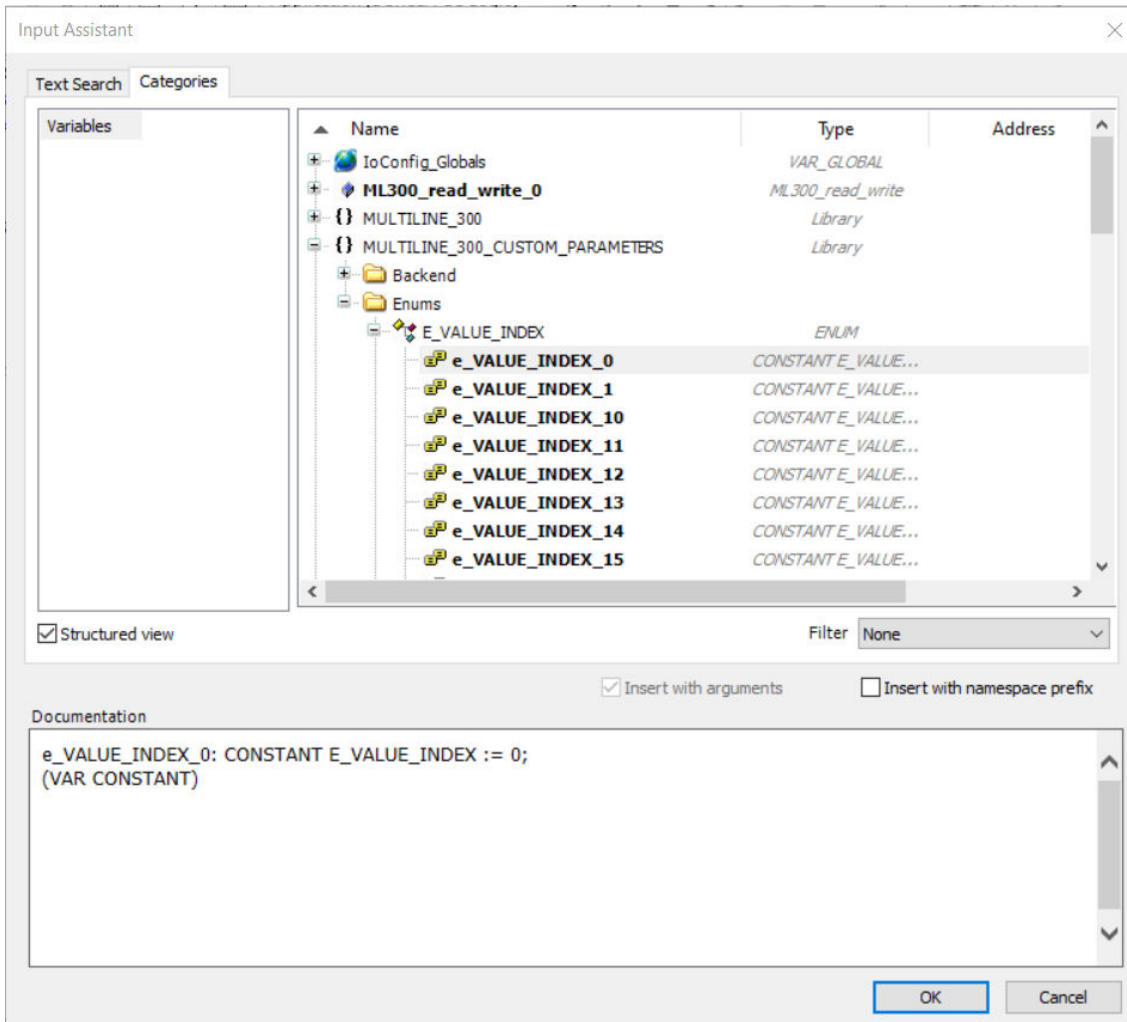 Input Assistant
Text Search Categories
Variables
Name Type Address
IoConfig_Globals VAR_GLOBAL
ML300_read_write_0 ML300_read_write
{} MULTILINE_300 Library
{} MULTILINE_300_CUSTOM_PARAMETERS Library
Backend
Enums
E_VALUE_INDEX ENUM
e_VALUE_INDEX_0 CONSTANT E_VALUE...
e_VALUE_INDEX_1 CONSTANT E_VALUE...
e_VALUE_INDEX_10 CONSTANT E_VALUE...
e_VALUE_INDEX_11 CONSTANT E_VALUE...
e_VALUE_INDEX_12 CONSTANT E_VALUE...
e_VALUE_INDEX_13 CONSTANT E_VALUE...
e_VALUE_INDEX_14 CONSTANT E_VALUE...
e_VALUE_INDEX_15 CONSTANT E_VALUE...
Structured view Filter None
Insert with arguments Insert with namespace prefix
Documentation
e_VALUE_INDEX_0: CONSTANT E_VALUE_INDEX := 0;
(VAR CONSTANT)
OK Cancel